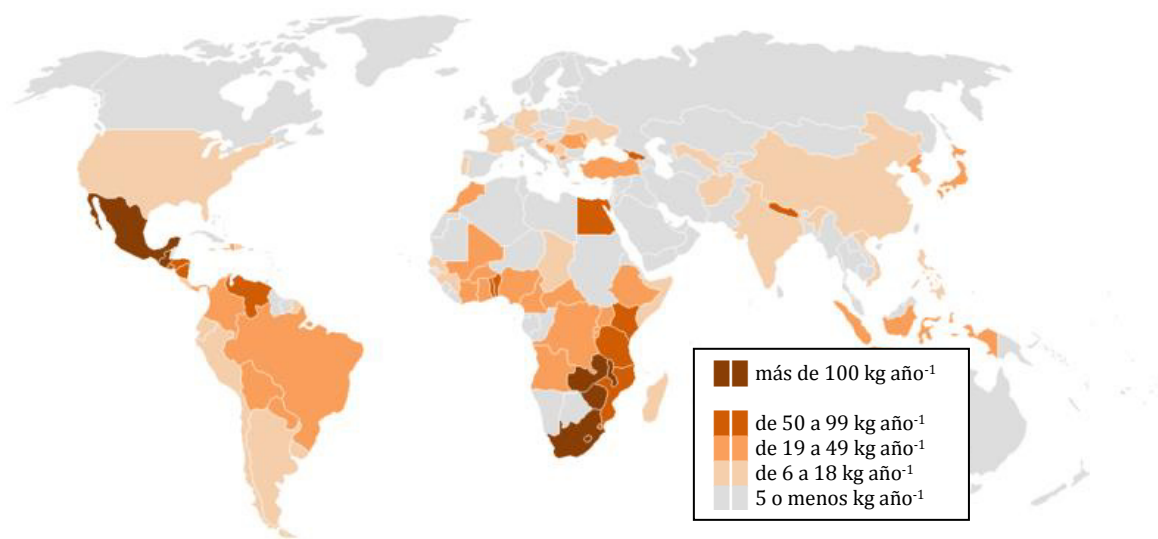 más de 100 kg año⁻¹
de 50 a 99 kg año⁻¹
de 19 a 49 kg año⁻¹
de 6 a 18 kg año⁻¹
5 o menos kg año⁻¹